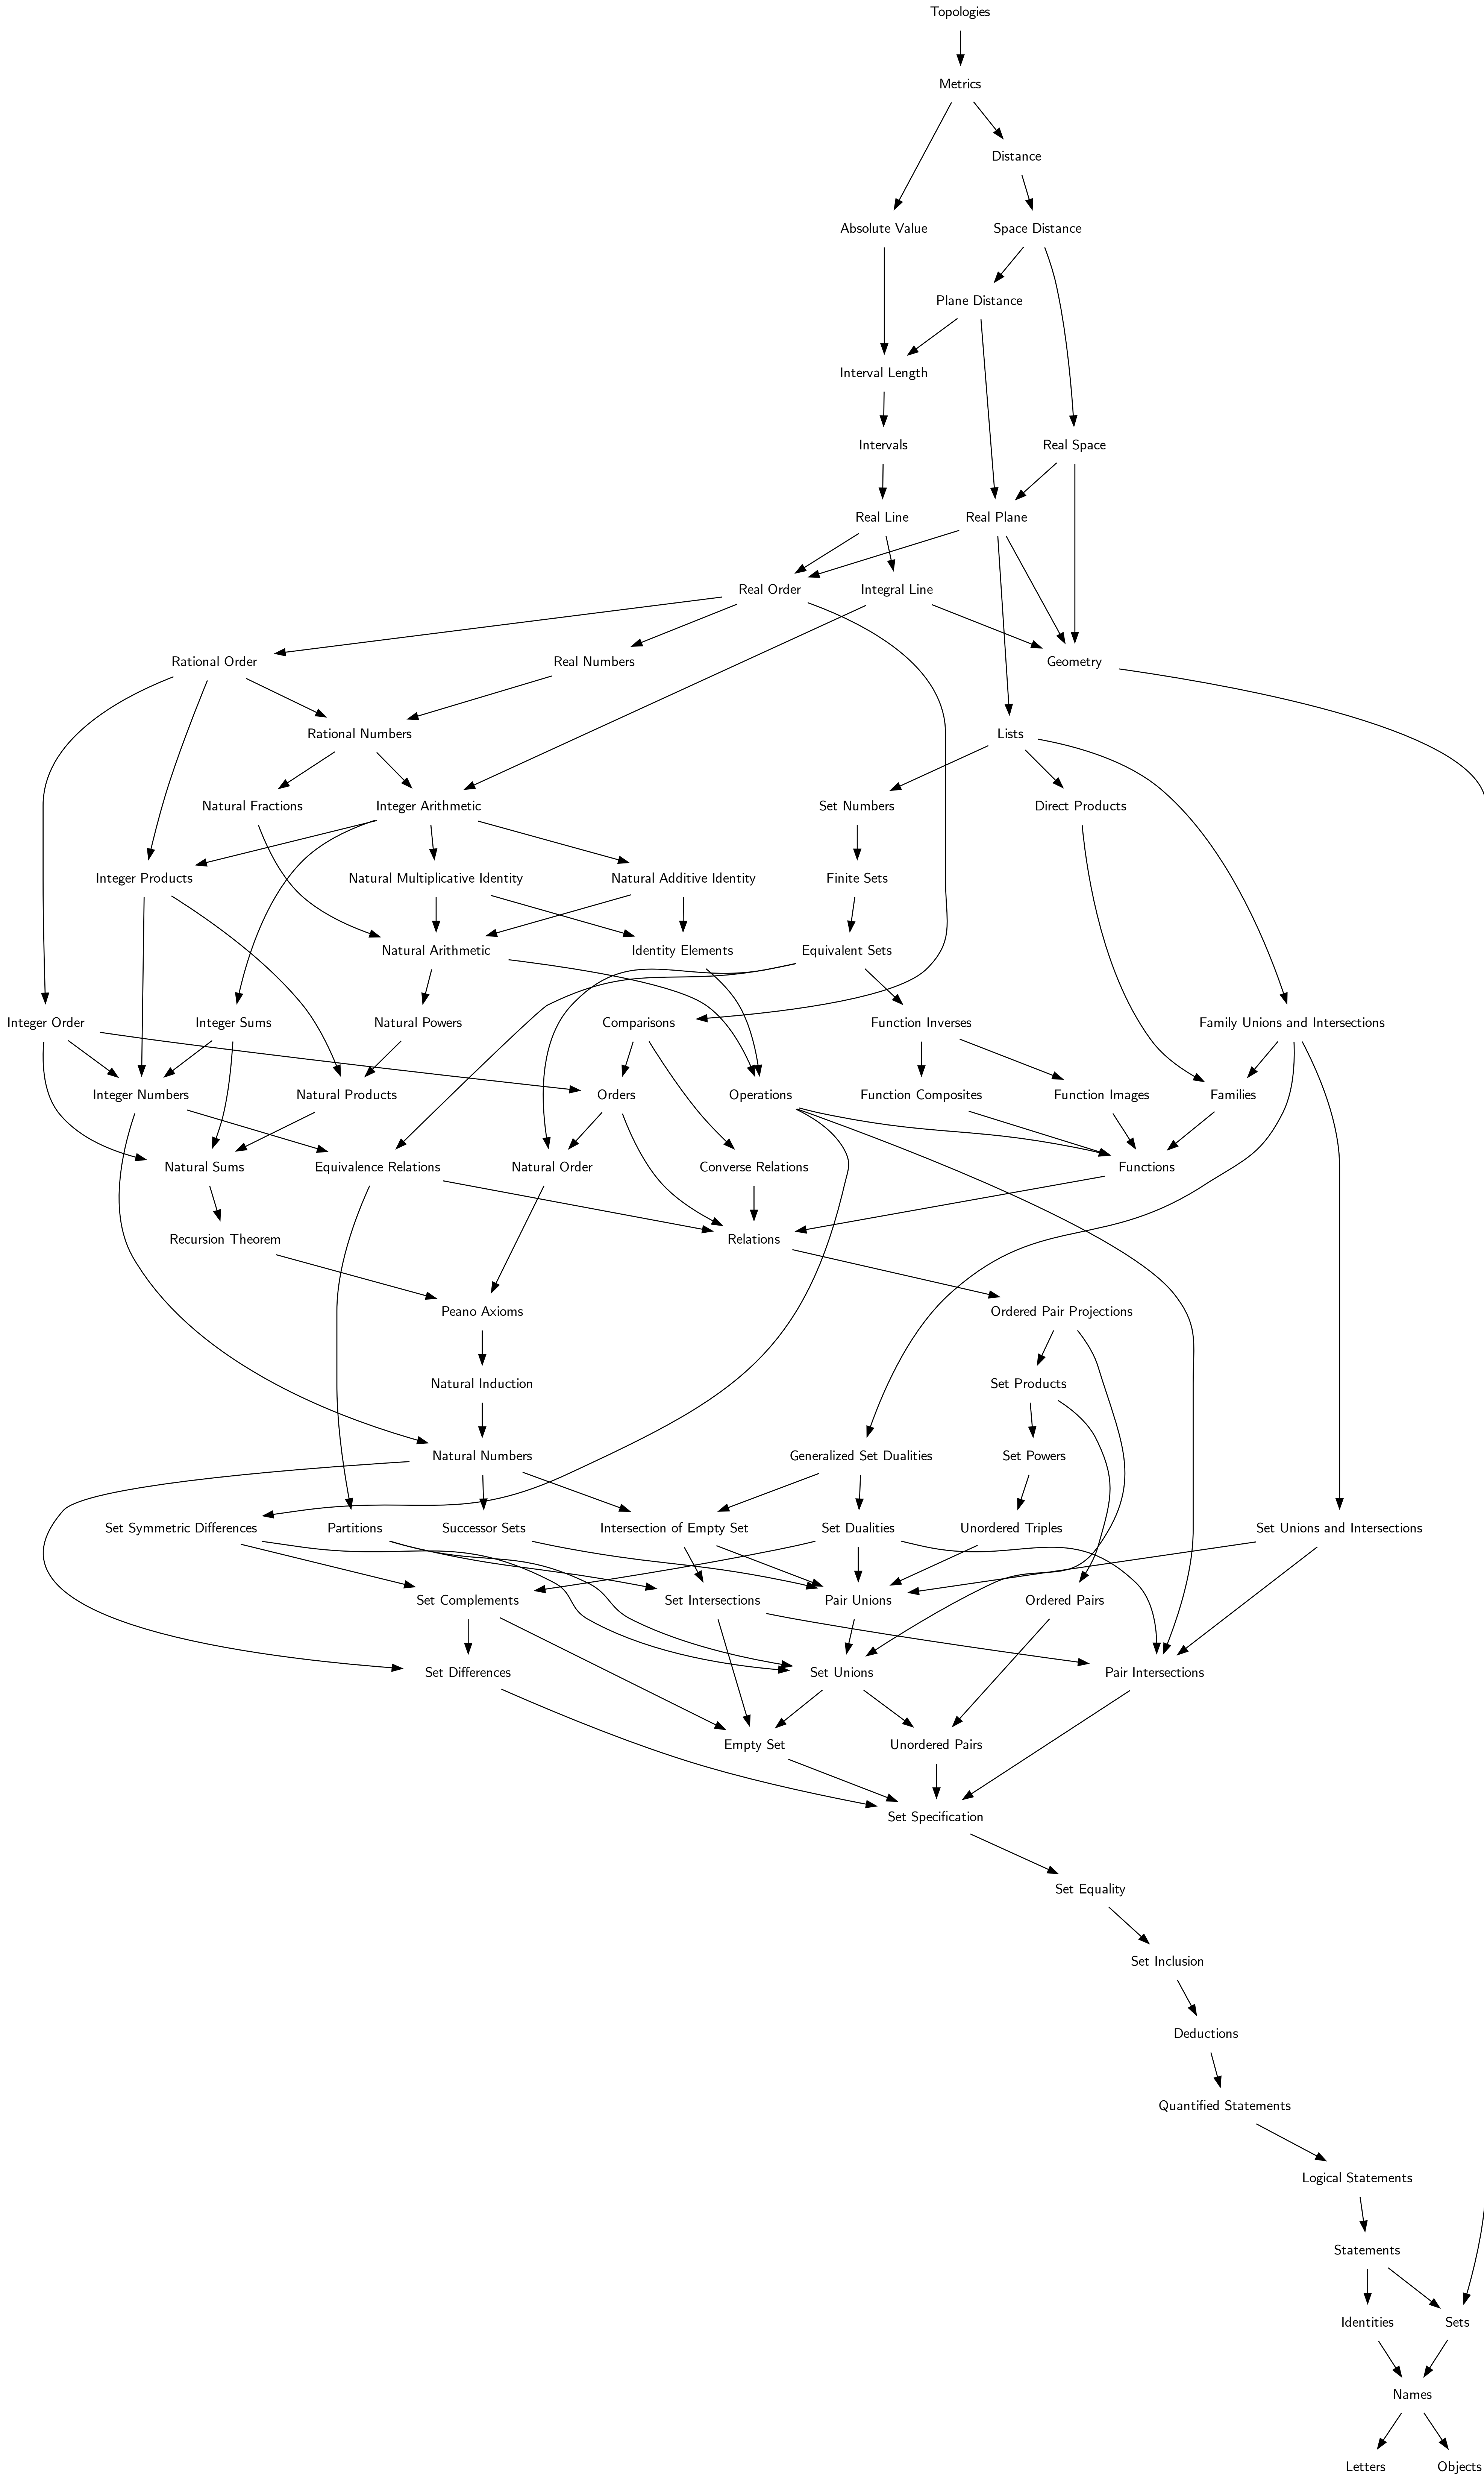 Topologies
Metrics
Distance
Absolute Value
Space Distance
Plane Distance
Interval Length
Intervals
Real Space
Real Line
Real Plane
Real Order
Integral Line
Rational Order
Real Numbers
Geometry
Rational Numbers
Lists
Natural Fractions
Integer Arithmetic
Set Numbers
Direct Products
Integer Products
Natural Multiplicative Identity
Natural Additive Identity
Finite Sets
Natural Arithmetic
Identity Elements
Equivalent Sets
Integer Order
Integer Sums
Natural Powers
Comparisons
Function Inverses
Family Unions and Intersections
Integer Numbers
Natural Products
Orders
Operations
Function Composites
Function Images
Families
Natural Sums
Equivalence Relations
Natural Order
Converse Relations
Functions
Recursion Theorem
Relations
Peano Axioms
Ordered Pair Projections
Natural Induction
Set Products
Natural Numbers
Generalized Set Dualities
Set Powers
Set Symmetric Differences
Partitions
Successor Sets
Intersection of Empty Set
Set Dualities
Unordered Triples
Set Unions and Intersections
Set Complements
Set Intersections
Pair Unions
Ordered Pairs
Set Differences
Set Unions
Pair Intersections
Empty Set
Unordered Pairs
Set Specification
Set Equality
Set Inclusion
Deductions
Quantified Statements
Logical Statements
Statements
Identities
Sets
Names
Letters
Objects